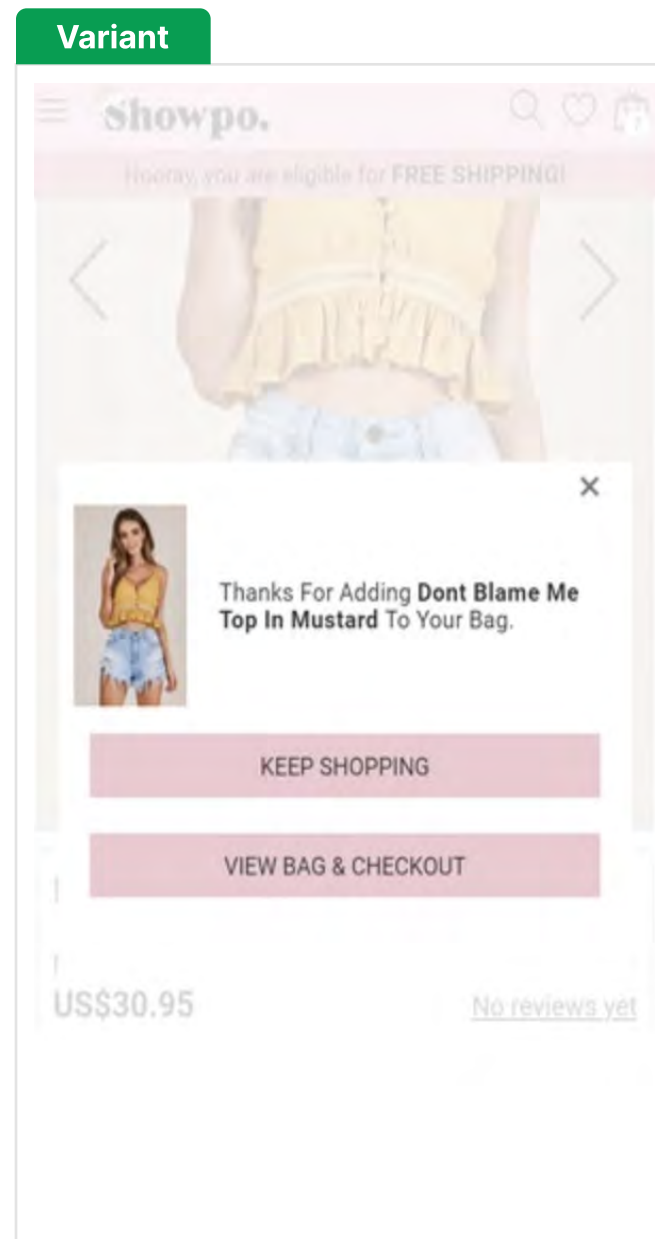 Variant
Showpo.
Hooray, you are eligible for FREE SHIPPING!
×
Thanks For Adding Dont Blame Me
Top In Mustard To Your Bag.
KEEP SHOPPING
VIEW BAG & CHECKOUT
US$30.95
No reviews yet